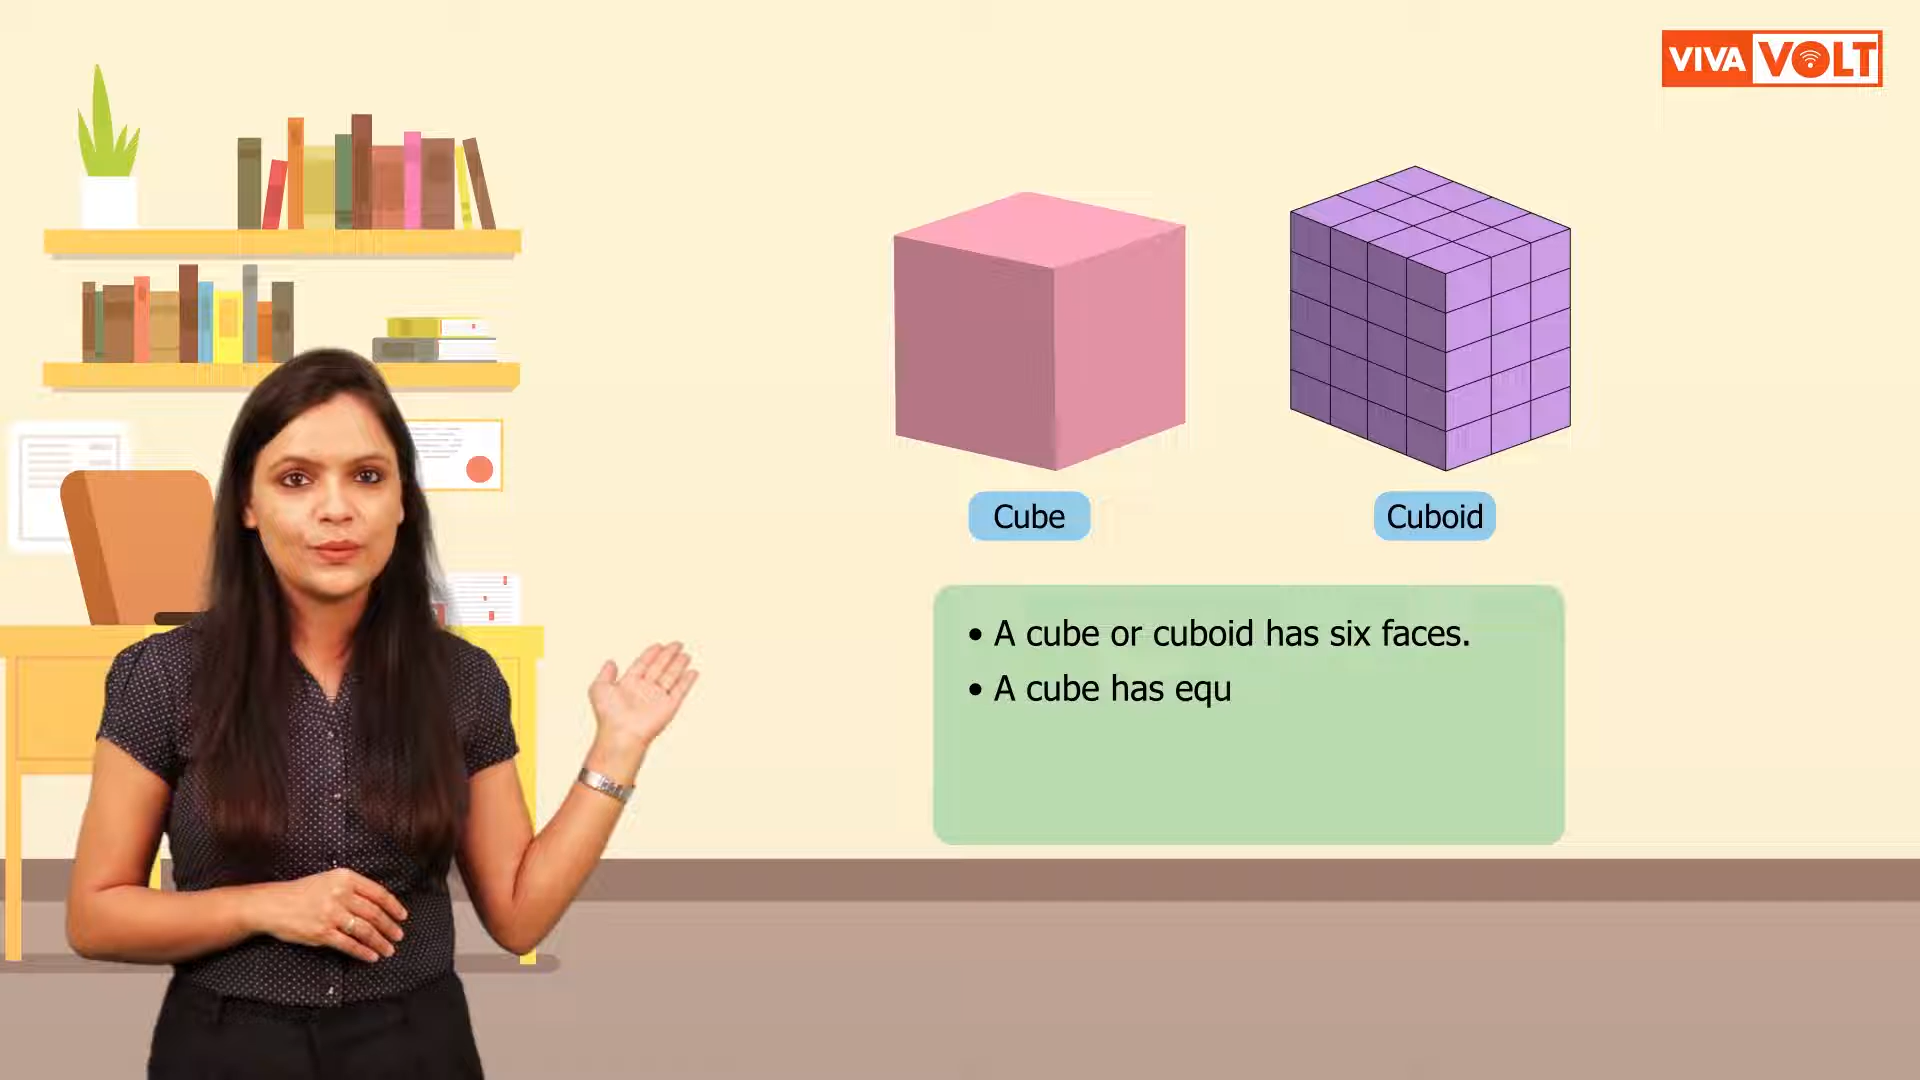 VIVA VOLT
Cube
Cuboid
• A cube or cuboid has six faces.
• A cube has equ